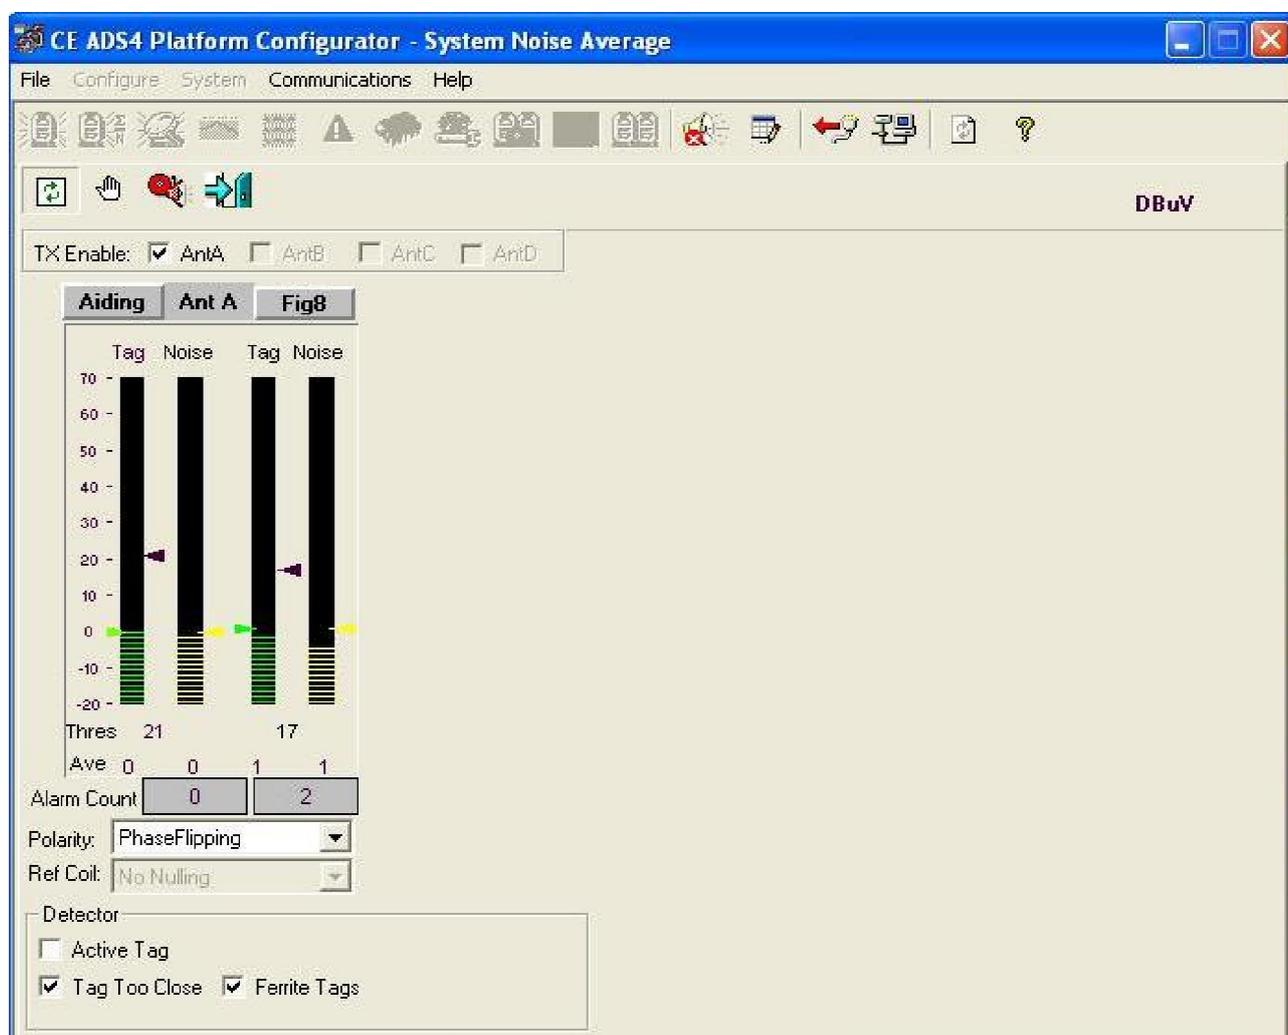 CE ADS4 Platform Configurator - System Noise Average
File Configure System Communications Help
DBuV
TX Enable: AntA AntB AntC AntD
Aiding Ant A Fig8
Tag Noise Tag Noise
70
60
50
40
30
20
10
0
-10
-20
Thres 21 17
Ave 0 0 1 1
Alarm Count 0 2
Polarity: PhaseFlipping
Ref Coil: No Nulling
Detector
Active Tag
Tag Too Close Ferrite Tags